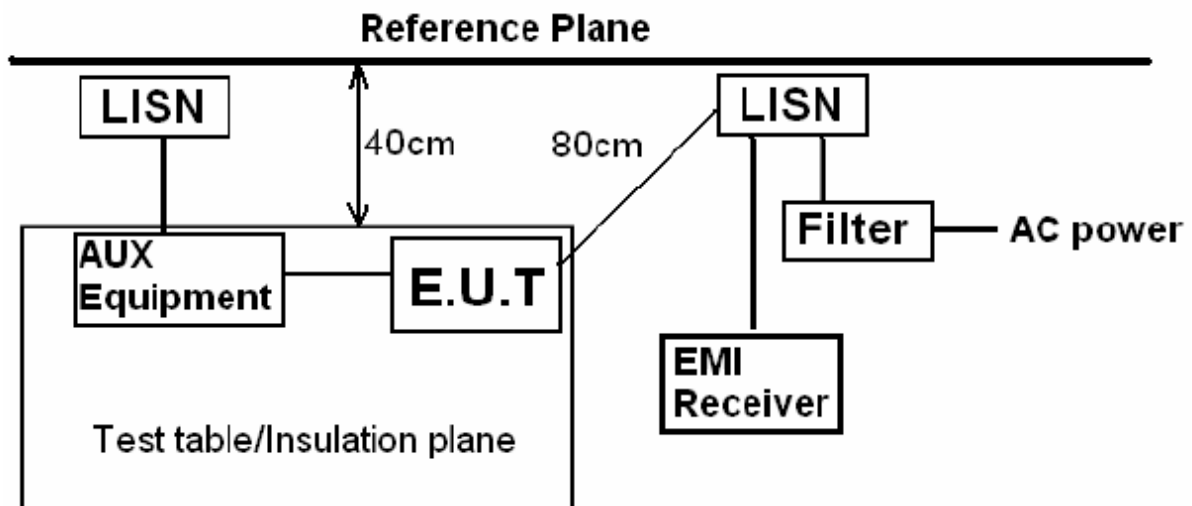 Reference Plane
LISN
LISN
40cm
80cm
Filter
AC power
AUX
Equipment
E.U.T
EMI
Receiver
Test table/Insulation plane